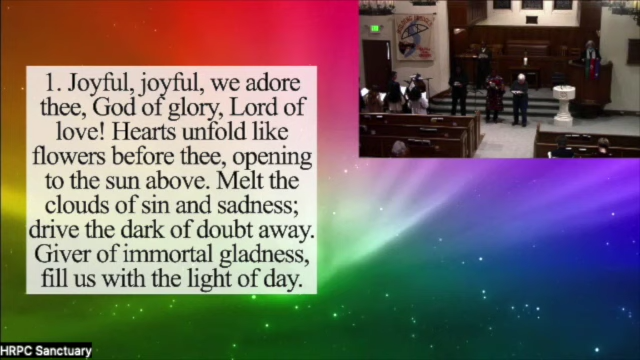 1. Joyful, joyful, we adore
thee, God of glory, Lord of
love! Hearts unfold like
flowers before thee, opening
to the sun above. Melt the
clouds of sin and sadness;
drive the dark of doubt away.
Giver of immortal gladness,
fill us with the light of day.
HRPC Sanctuary